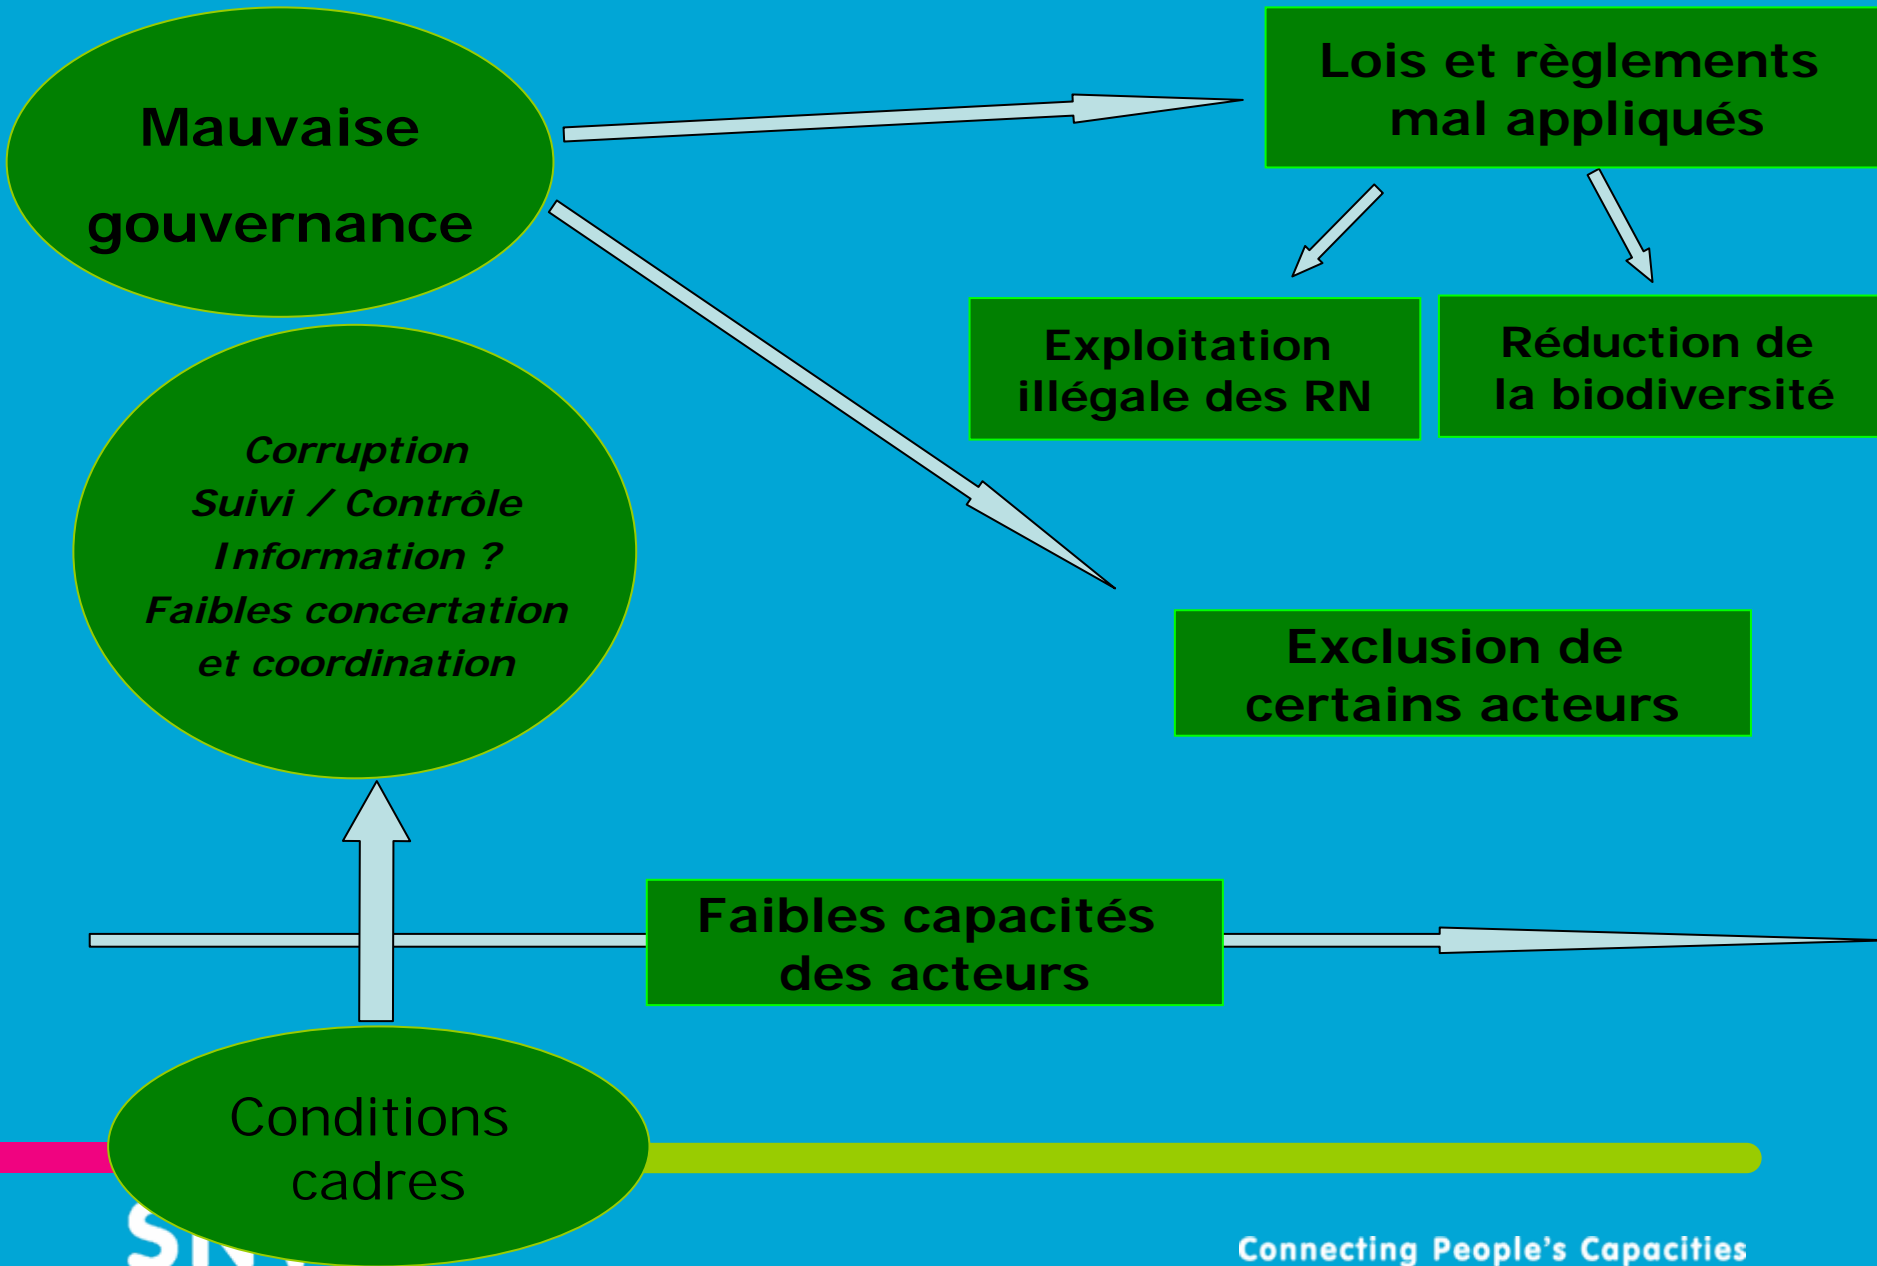 Mauvaise
gouvernance
Lois et règlements
mal appliqués
Exploitation
illégale des RN
Réduction de
la biodiversité
Corruption
Suivi / Contrôle
Information ?
Faibles concertation
et coordination
Exclusion de
certains acteurs
Faibles capacités
des acteurs
Conditions
cadres
Connecting People's Capacities